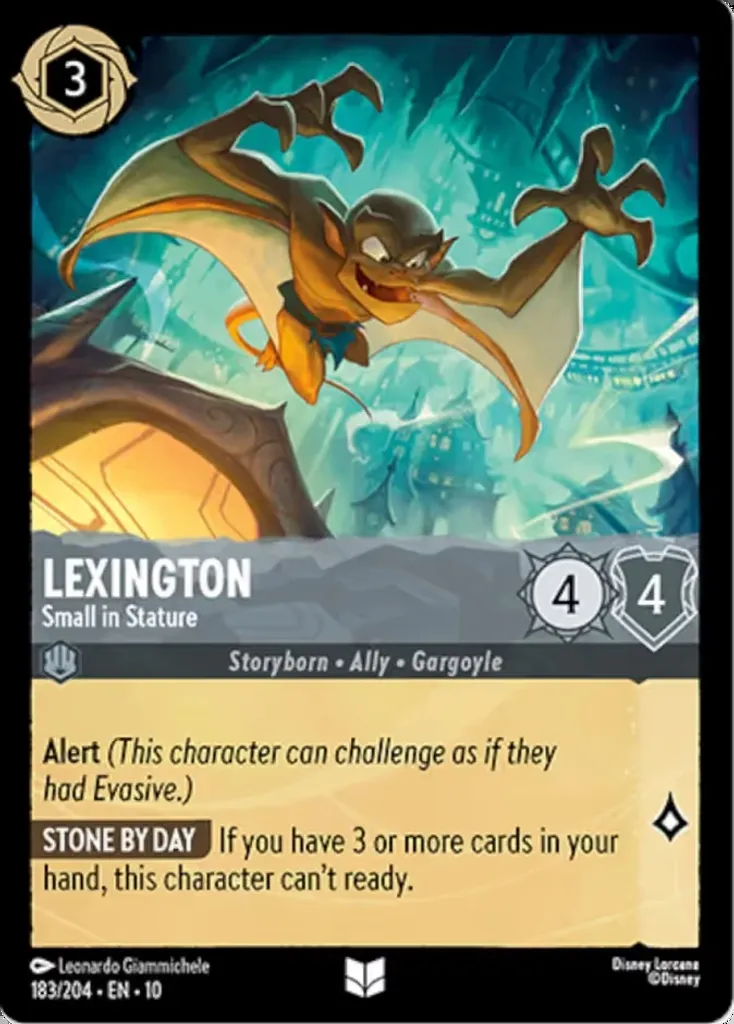 3
LEXINGTON
Small in Stature
4 4
Storyborn • Ally • Gargoyle
Alert (This character can challenge as if they
had Evasive.)
STONE BY DAY If you have 3 or more cards in your
hand, this character can't ready.
Leonardo Giammichele
183/204 • EN • 10
Disney Lorcana
©Disney